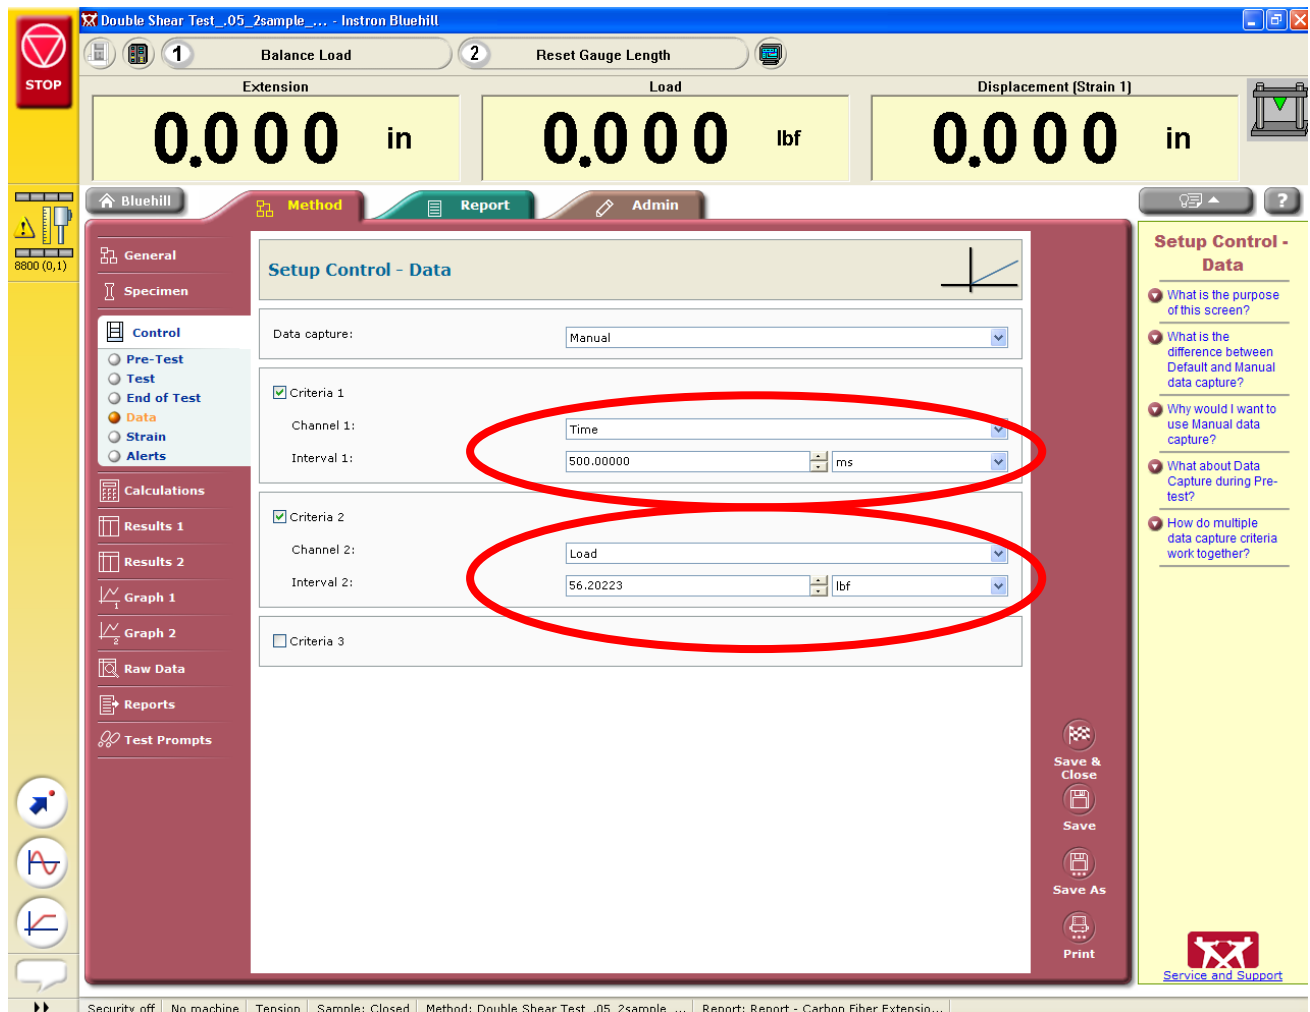 Double Shear Test_.05_2sample_... - Instron Bluehill
STOP
1 Balance Load 2 Reset Gauge Length
Extension Load Displacement (Strain 1)
0.000 in 0.000 lbf 0.000 in
8800 (0,1)
Bluehill Method Report Admin ?
General
Specimen
Control
Pre-Test
Test
End of Test
Data
Strain
Alerts
Calculations
Results 1
Results 2
1 Graph 1
2 Graph 2
Raw Data
Reports
Test Prompts
Setup Control - Data
Data capture: Manual
Criteria 1
Channel 1: Time
Interval 1: 500.00000 ms
Criteria 2
Channel 2: Load
Interval 2: 56.20223 lbf
Criteria 3
Save &
Close
Save
Save As
Print
Setup Control -
Data
What is the purpose
of this screen?
What is the
difference between
Default and Manual
data capture?
Why would I want to
use Manual data
capture?
What about Data
Capture during Pre-
test?
How do multiple
data capture criteria
work together?
Service and Support
Security off No machine Tension Sample: Closed Method: Double Shear Test_.05_2sample_... Report: Report - Carbon Fiber Extensio...